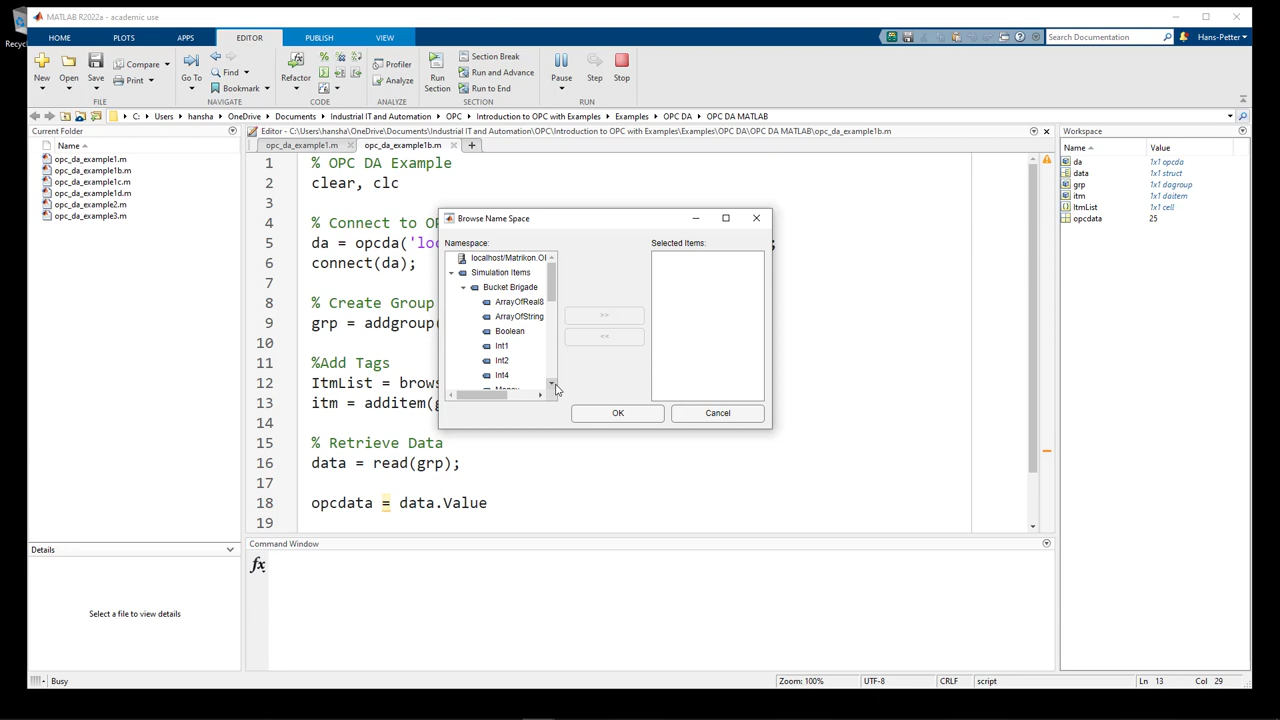 Recyc
MATLAB R2022a - academic use
HOME PLOTS APPS EDITOR PUBLISH VIEW
Search Documentation
Hans-Petter
New
Open
Save
Compare
Print
FILE
Go To
Find
Bookmark
NAVIGATE
Refactor
CODE
Profiler
Analyze
ANALYZE
Run
Section
Section Break
Run and Advance
Run to End
SECTION
Pause
Step
Stop
RUN
C: Users hansha OneDrive Documents Industrial IT and Automation OPC Introduction to OPC with Examples Examples OPC DA OPC DA MATLAB
Current Folder
Name
opc_da_example1.m
opc_da_example1b.m
opc_da_example1c.m
opc_da_example1d.m
opc_da_example2.m
opc_da_example3.m
Details
Select a file to view details
Editor - C:\Users\hansha\OneDrive\Documents\Industrial IT and Automation\OPC\Introduction to OPC with Examples\Examples\OPC DA\OPC DA MATLAB\opc_da_example1b.m
opc_da_example1.m opc_da_example1b.m
1 % OPC DA Example
2 clear, clc
3
4 % Connect to OP
5 da = opcda('loc ;
6 connect(da);
7
8 % Create Group
9 grp = addgroup(
10
11 %Add Tags
12 ItmList = brows
13 itm = additem(g
14
15 % Retrieve Data
16 data = read(grp);
17
18 opcdata = data.Value
19
Browse Name Space
Namespace:
localhost/Matrikon.OI
Simulation Items
Bucket Brigade
ArrayOfReal8
ArrayOfString
Boolean
Int1
Int2
Int4
Money
>>
<<
Selected Items:
OK
Cancel
Command Window
fx
Workspace
Name Value
da 1x1 opcda
data 1x1 struct
grp 1x1 dagroup
itm 1x1 daitem
ItmList 1x1 cell
opcdata 25
Busy
Zoom: 100%
UTF-8
CRLF
script
Ln 13
Col 29